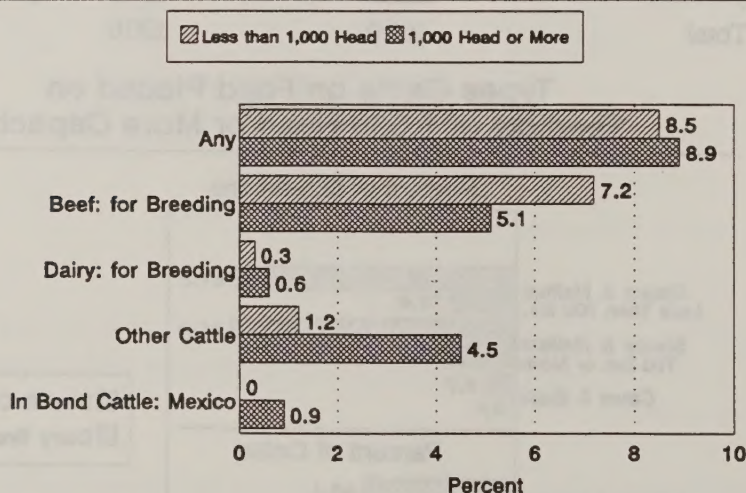 Less than 1,000 Head 1,000 Head or More
Any
8.5
8.9
Beef: for Breeding
7.2
5.1
Dairy: for Breeding
0.3
0.6
Other Cattle
1.2
4.5
In Bond Cattle: Mexico
0
0.9
0 2 4 6 8 10
Percent